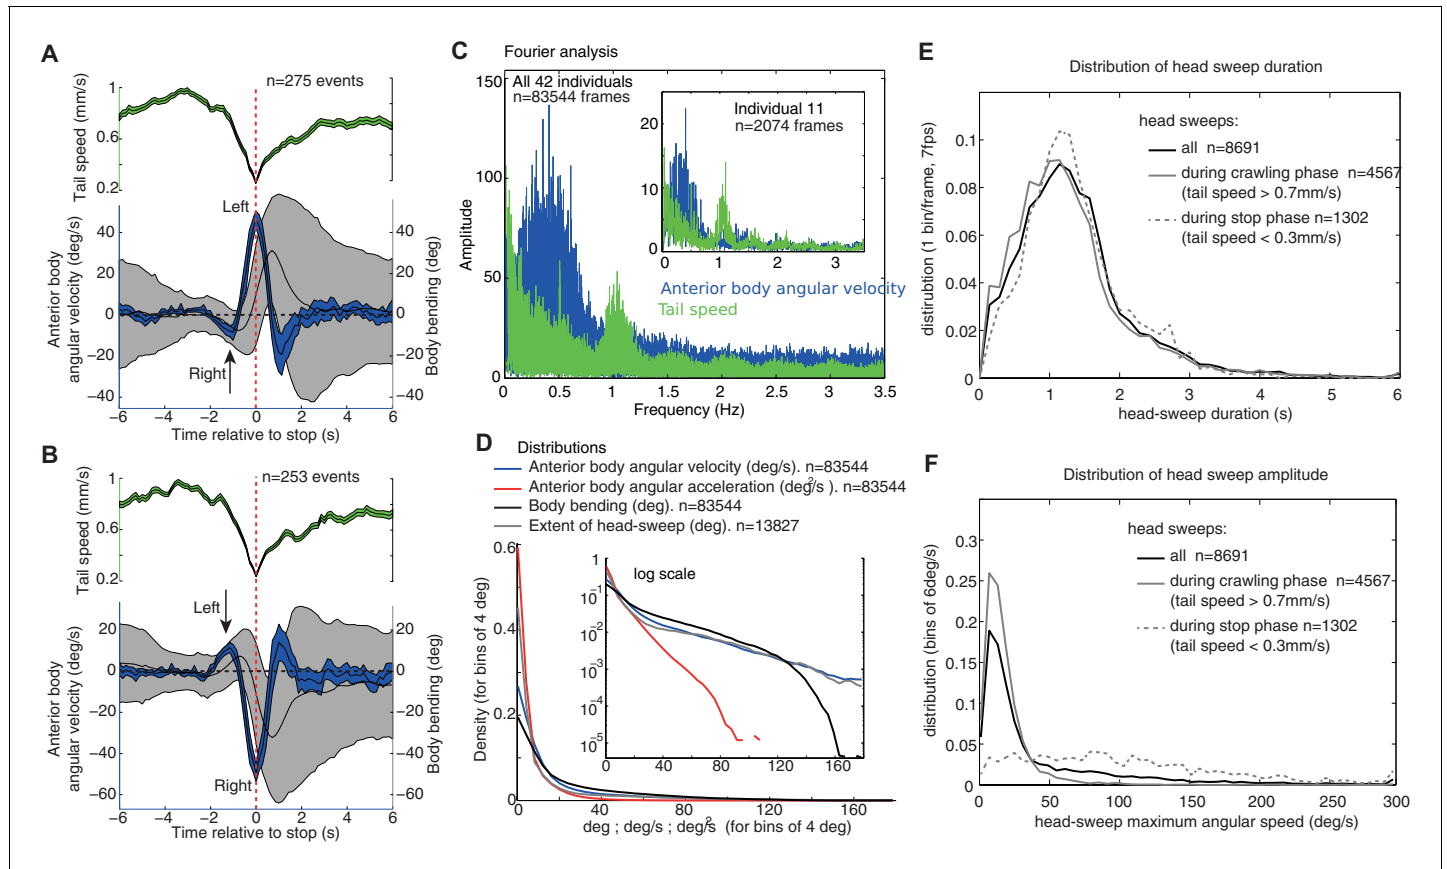 A
n=275 events
Tail speed (mm/s)
1
0.6
0.2
Left
Right
Anterior body
angular velocity (deg/s)
40
20
0
−20
−40
Body bending (deg)
40
20
0
−20
−40
−6 −4 −2 0 2 4 6
Time relative to stop (s)
B
n=253 events
Tail speed (mm/s)
1
0.6
0.2
Left
Right
Anterior body
angular velocity (deg/s)
20
0
−20
−40
−60
Body bending (deg)
20
0
−20
−40
−60
−6 −4 −2 0 2 4 6
Time relative to stop (s)
C
Fourier analysis
All 42 individuals
n=83544 frames
Amplitude
150
100
50
0
0 0.5 1 1.5 2 2.5 3 3.5
Frequency (Hz)
Individual 11
n=2074 frames
20
10
0
0 1 2 3
Anterior body angular velocity
Tail speed
D
Distributions
Anterior body angular velocity (deg/s). n=83544
Anterior body angular acceleration (deg/s²). n=83544
Body bending (deg). n=83544
Extent of head-sweep (deg). n=13827
Density (for bins of 4 deg)
0.6
0.4
0.2
0
0 40 80 120 160
deg ; deg/s ; deg/s² (for bins of 4 deg)
log scale
1
10⁻¹
10⁻²
10⁻³
10⁻⁴
10⁻⁵
0 40 80 120 160
E
Distribution of head sweep duration
distrubution (1 bin/frame, 7fps)
0.1
0.08
0.06
0.04
0.02
0
0 1 2 3 4 5 6
head-sweep duration (s)
head sweeps:
all n=8691
during crawling phase n=4567
(tail speed > 0.7mm/s)
during stop phase n=1302
(tail speed < 0.3mm/s)
F
Distribution of head sweep amplitude
distribution (bins of 6deg/s)
0.3
0.25
0.2
0.15
0.1
0.05
0
0 50 100 150 200 250 300
head-sweep maximum angular speed (deg/s)
head sweeps:
all n=8691
during crawling phase n=4567
(tail speed > 0.7mm/s)
during stop phase n=1302
(tail speed < 0.3mm/s)